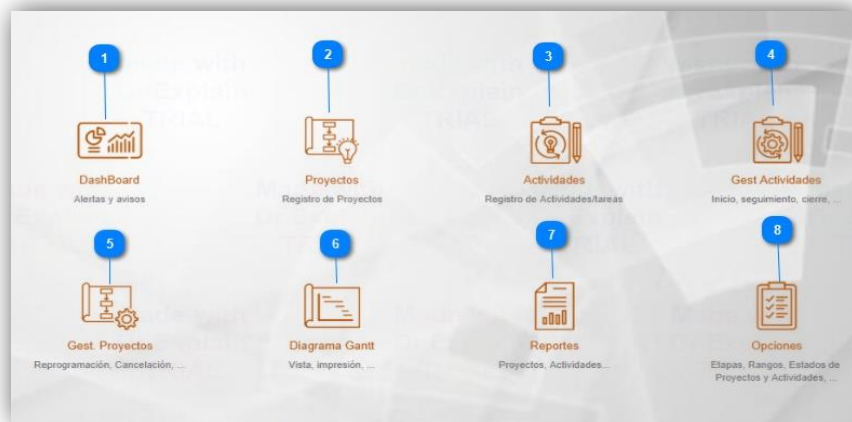 1
2
3
4
DashBoard
Alertas y avisos
Proyectos
Registro de Proyectos
Actividades
Registro de Actividades/tareas
Gest Actividades
Inicio, seguimiento, cierre, ...
5
6
7
8
Gest. Proyectos
Reprogramación, Cancelación, ...
Diagrama Gantt
Vista, impresión, ...
Reportes
Proyectos, Actividades...
Opciones
Etapas, Rangos, Estados de
Proyectos y Actividades, ...